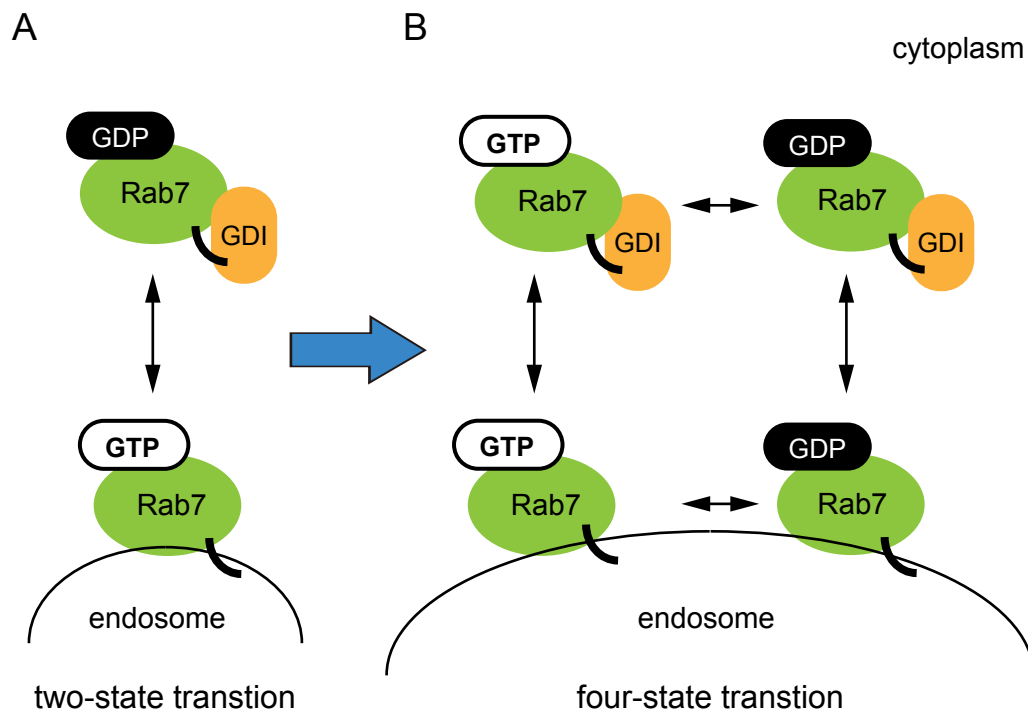 A
GDP
Rab7
GDI
GTP
Rab7
endosome
two-state transtion
B
cytoplasm
GTP
Rab7
GDI
GDP
Rab7
GDI
GTP
Rab7
GDP
Rab7
endosome
four-state transtion